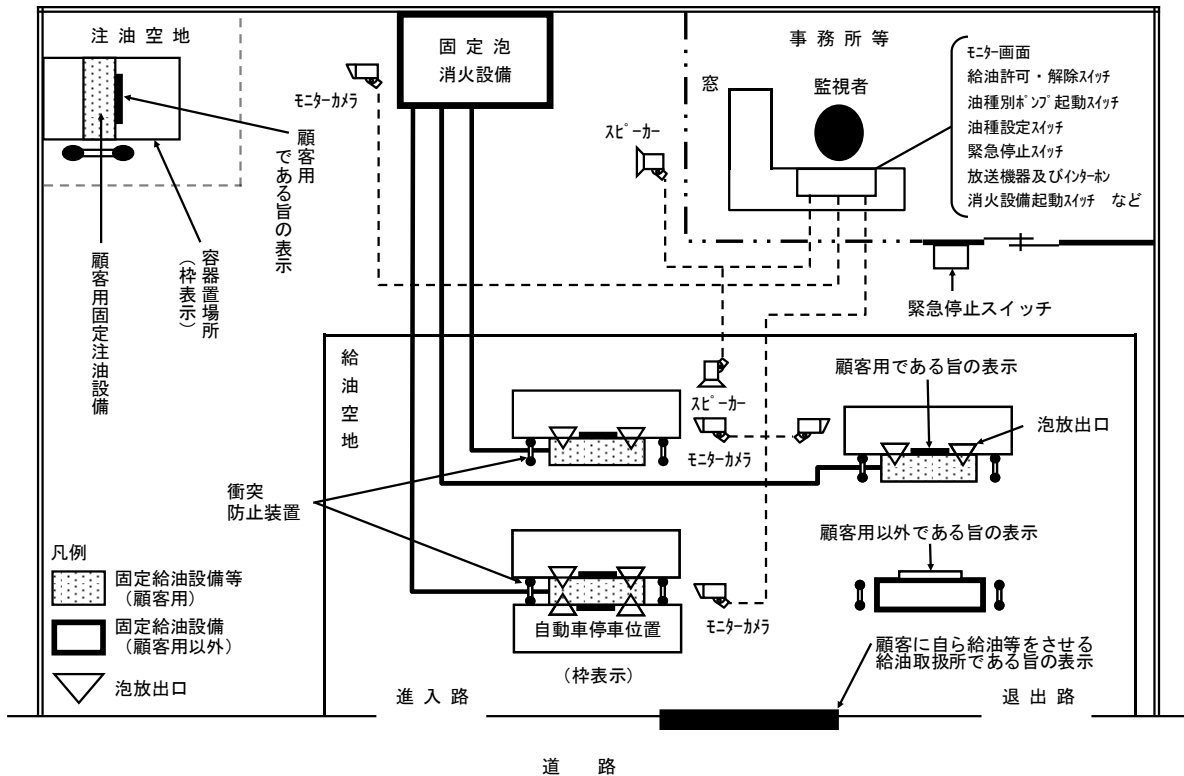 注油空地
固定泡
消火設備
モニターカメラ
顧客用
である旨の表示
容器置場所
(枠表示)
顧客用固定注油設備
事務所等
窓
監視者
スピーカー
モニター画面
給油許可・解除スイッチ
油種別ポンプ起動スイッチ
油種設定スイッチ
緊急停止スイッチ
放送機器及びインターホン
消火設備起動スイッチ など
緊急停止スイッチ
給油空地
スピーカー
モニターカメラ
顧客用である旨の表示
泡放出口
衝突
防止装置
顧客用以外である旨の表示
モニターカメラ
自動車停車位置
(枠表示)
顧客に自ら給油等をさせる
給油取扱所である旨の表示
凡例
固定給油設備等
(顧客用)
固定給油設備
(顧客用以外)
泡放出口
進入路
退出路
道 路